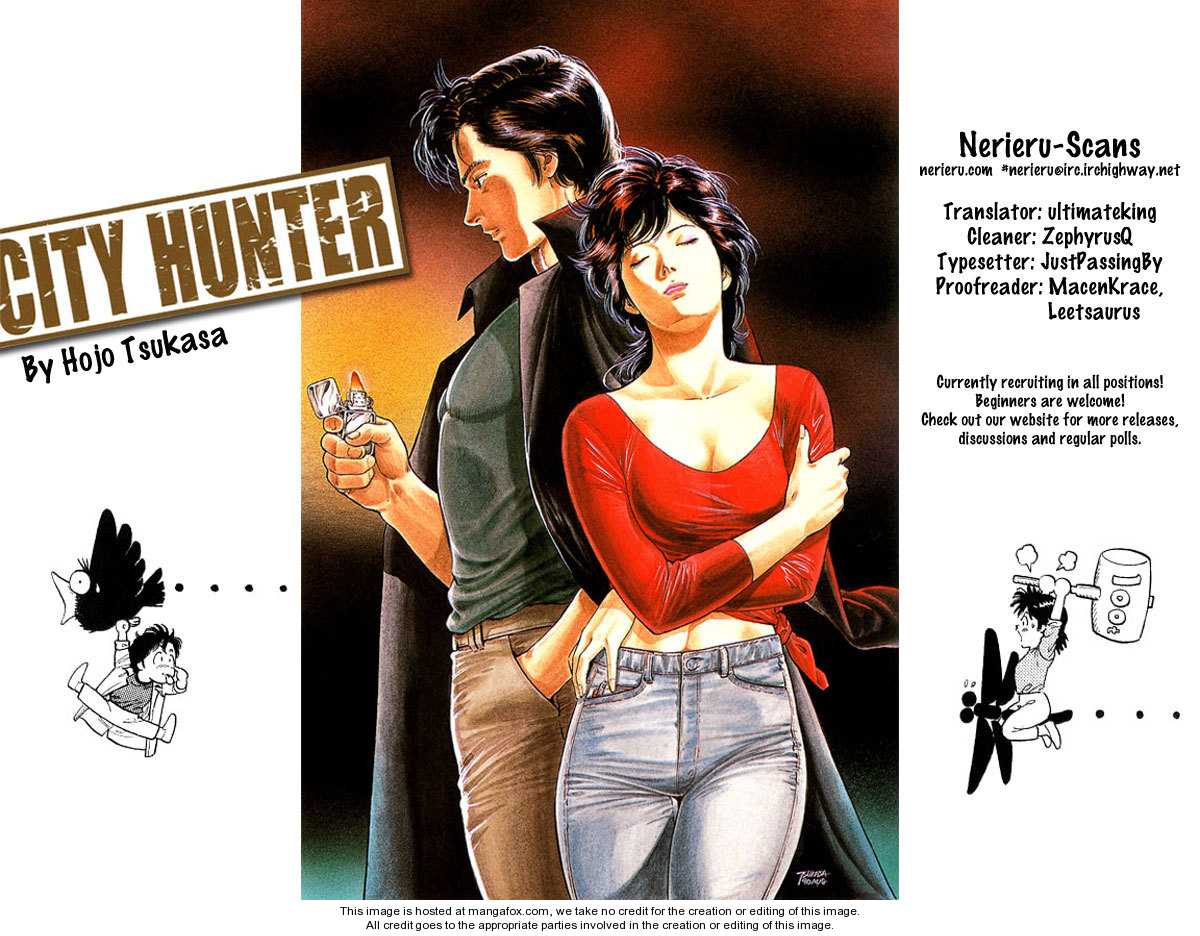 CITY HUNTER
By Hojo Tsukasa
Nerieru-Scans
nerieru.com #nerieru@irc.irchighway.net
Translator: ultimateking
Cleaner: ZephyrusQ
Typesetter: JustPassingBy
Proofreader: MacenKrace,
Leetsaurus
Currently recruiting in all positions!
Beginners are welcome!
Check out our website for more releases,
discussions and regular polls.
This image is hosted at mangafox.com, we take no credit for the creation or editing of this image.
All credit goes to the appropriate parties involved in the creation or editing of this image.